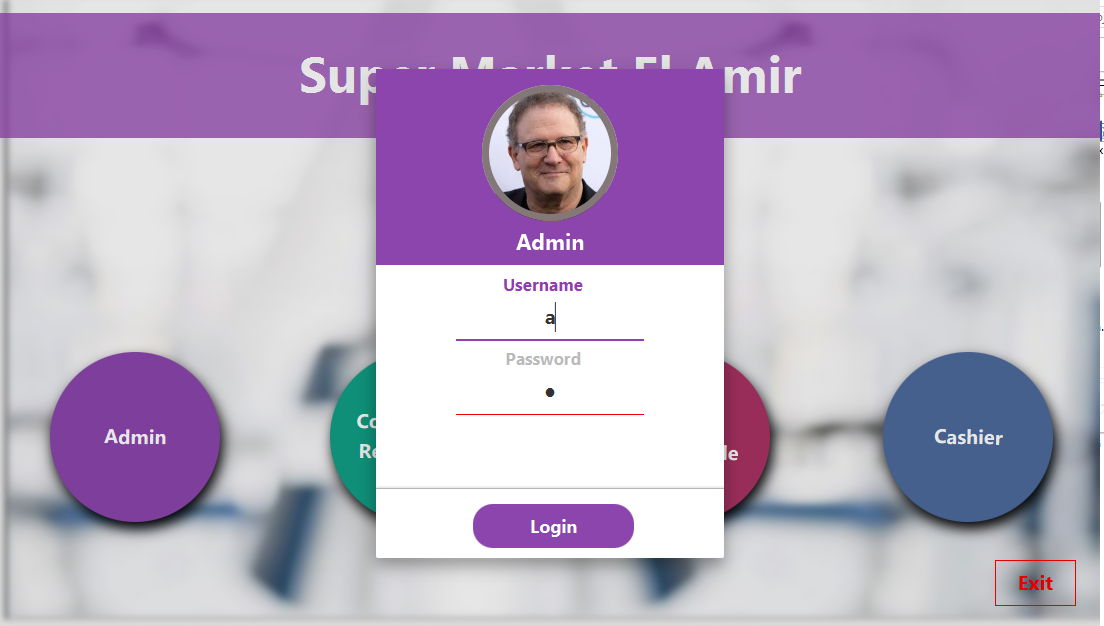 Super Market El Amir
Admin
Username
a
Password
●
Admin
Co
Re
le
Cashier
Login
Exit